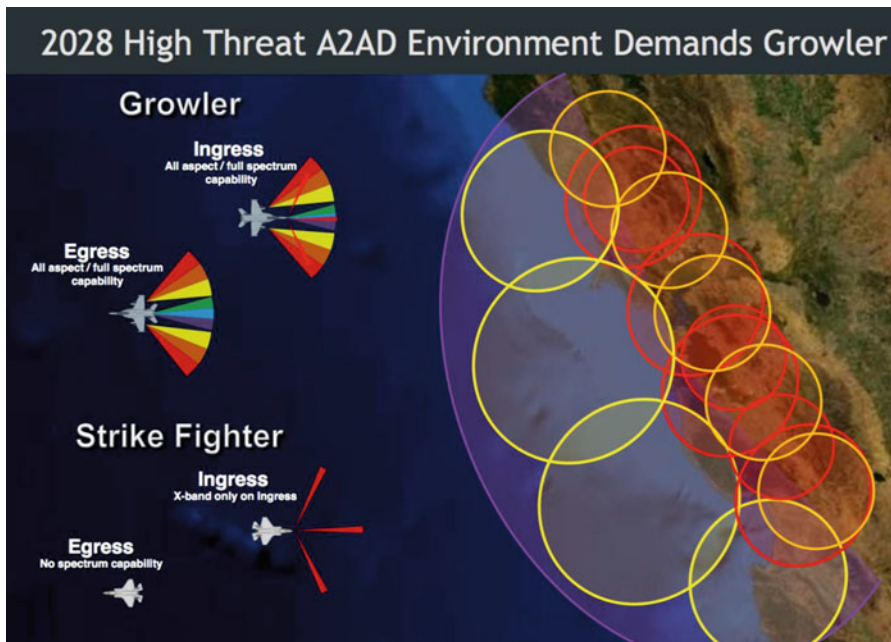 2028 High Threat A2AD Environment Demands Growler
Growler
Ingress
All aspect / full spectrum
capability
Egress
All aspect / full spectrum
capability
Strike Fighter
Ingress
X-band only on Ingress
Egress
No spectrum capability